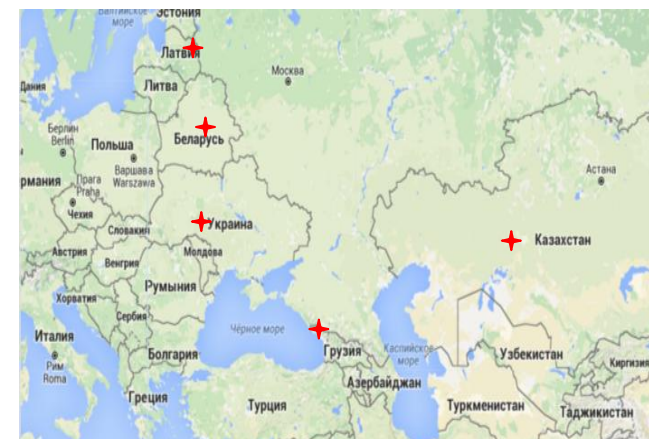 Балтийское
море
Эстония
Латвия
Москва
Дания
Литва
Берлин
Berlin
Беларусь
Польша
Варшава
Warszawa
Астана
рмания
Прага
Praha
Чехия
Словакия
Украина
Казахстан
Австрия
Венгрия
Молдова
Румыния
Хорватия
Сербия
Италия
Рим
Roma
Чёрное море
Болгария
Грузия
Каспийское
море
Узбекистан
Киргизия
Азербайджан
Греция
Турция
Туркменистан
Таджикистан